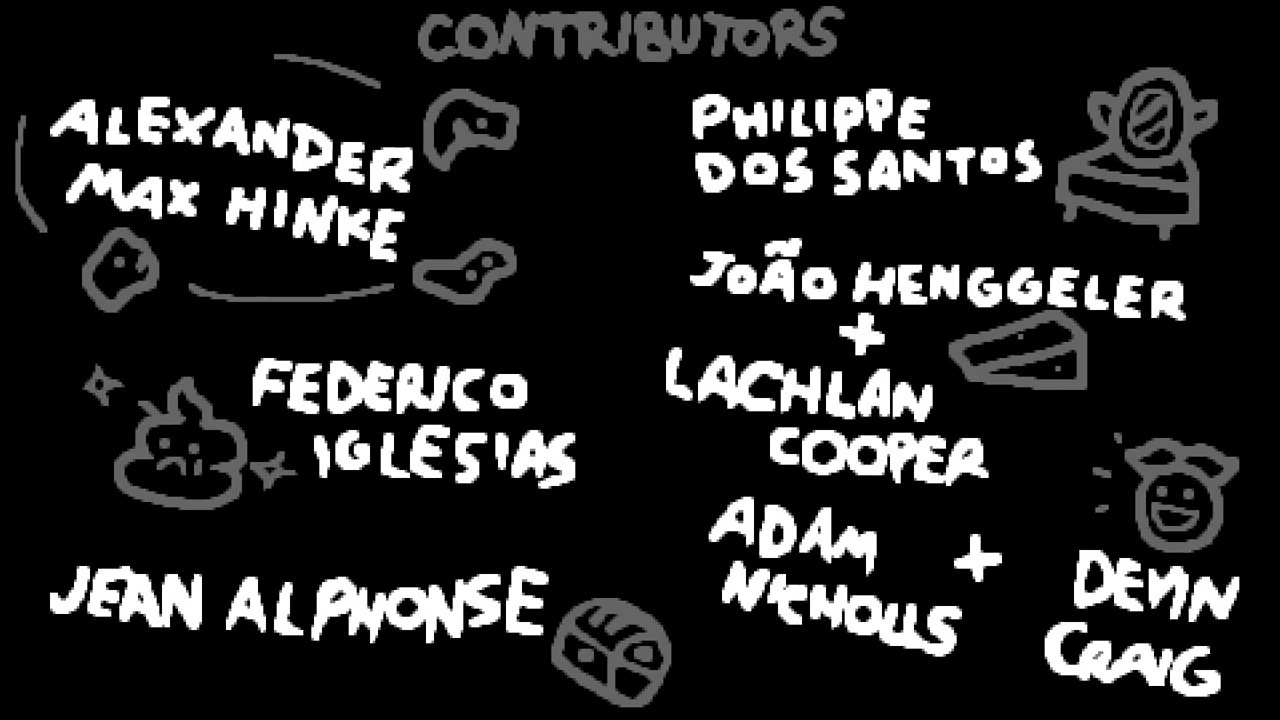 CONTRIBUTORS
ALEXANDER
MAX HINKE
FEDERICO
IGLESIAS
JEAN ALPHONSE
PHILIPPE
DOS SANTOS
JOÃO HENGGELER
+
LACHLAN
COOPER
ADAM
NICHOLLS
+
DEVIN
CRAIG